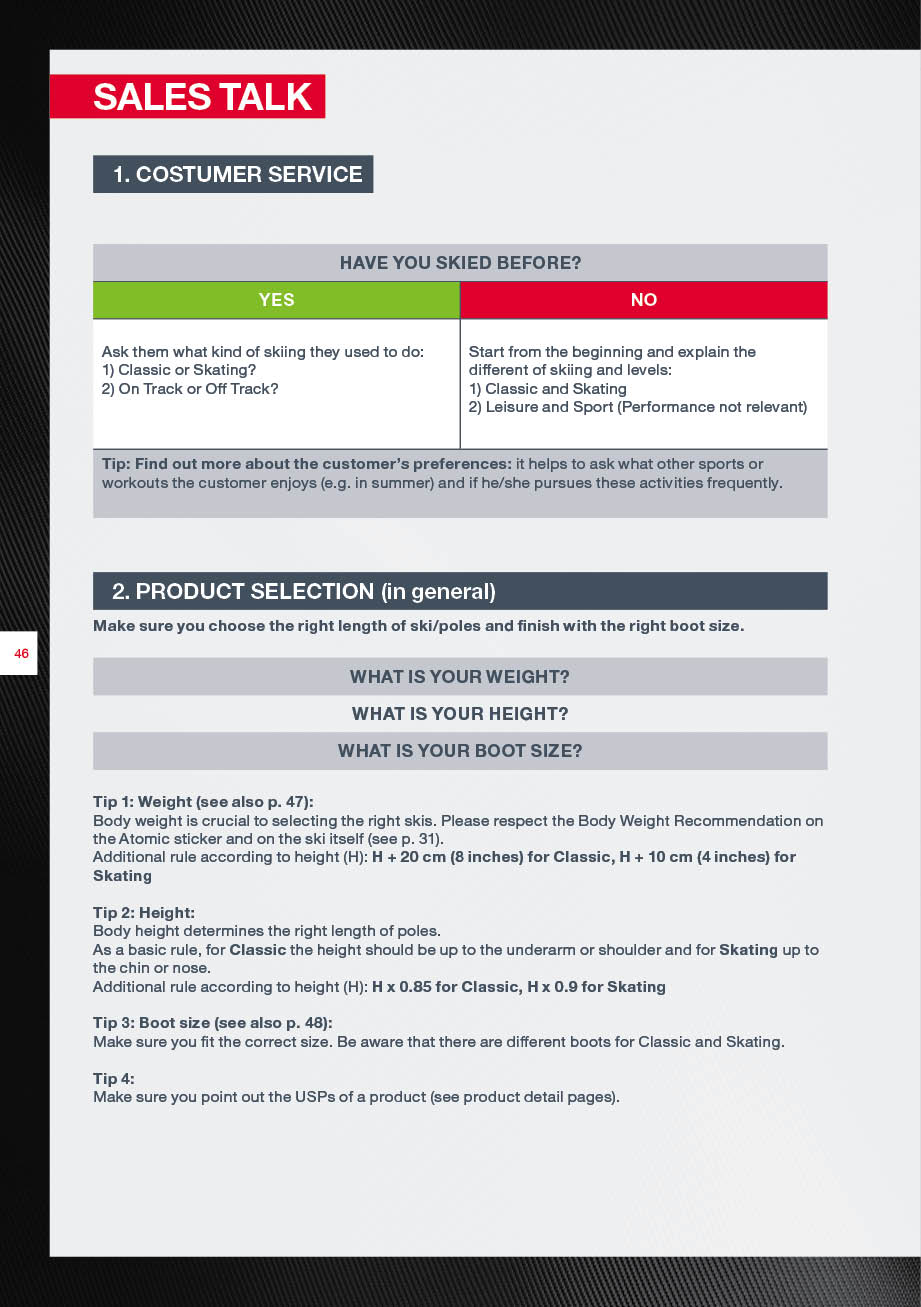 SALES TALK
1. COSTUMER SERVICE
HAVE YOU SKIED BEFORE?
YES
NO
Ask them what kind of skiing they used to do:
1) Classic or Skating?
2) On Track or Off Track?
Start from the beginning and explain the
different of skiing and levels:
1) Classic and Skating
2) Leisure and Sport (Performance not relevant)
Tip: Find out more about the customer’s preferences: it helps to ask what other sports or
workouts the customer enjoys (e.g. in summer) and if he/she pursues these activities frequently.
2. PRODUCT SELECTION (in general)
Make sure you choose the right length of ski/poles and finish with the right boot size.
46
WHAT IS YOUR WEIGHT?
WHAT IS YOUR HEIGHT?
WHAT IS YOUR BOOT SIZE?
Tip 1: Weight (see also p. 47):
Body weight is crucial to selecting the right skis. Please respect the Body Weight Recommendation on
the Atomic sticker and on the ski itself (see p. 31).
Additional rule according to height (H): H + 20 cm (8 inches) for Classic, H + 10 cm (4 inches) for
Skating
Tip 2: Height:
Body height determines the right length of poles.
As a basic rule, for Classic the height should be up to the underarm or shoulder and for Skating up to
the chin or nose.
Additional rule according to height (H): H x 0.85 for Classic, H x 0.9 for Skating
Tip 3: Boot size (see also p. 48):
Make sure you fit the correct size. Be aware that there are different boots for Classic and Skating.
Tip 4:
Make sure you point out the USPs of a product (see product detail pages).